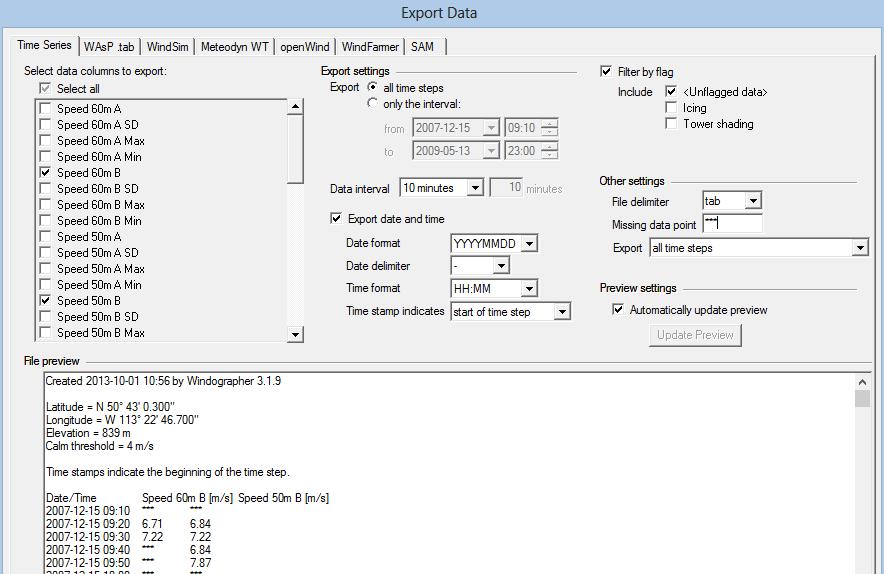 Export Data
Time Series WAsP .tab WindSim Meteodyn WT openWind WindFarmer SAM
Select data columns to export:
Select all
Speed 60m A
Speed 60m A SD
Speed 60m A Max
Speed 60m A Min
Speed 60m B
Speed 60m B SD
Speed 60m B Max
Speed 60m B Min
Speed 50m A
Speed 50m A SD
Speed 50m A Max
Speed 50m A Min
Speed 50m B
Speed 50m B SD
Speed 50m B Max
Export settings
Export all time steps
only the interval:
from 2007-12-15 09:10
to 2009-05-13 23:00
Data interval 10 minutes 10 minutes
Export date and time
Date format YYYYMMDD
Date delimiter -
Time format HH:MM
Time stamp indicates start of time step
Filter by flag
Include <Unflagged data>
Icing
Tower shading
Other settings
File delimiter tab
Missing data point ***
Export all time steps
Preview settings
Automatically update preview
Update Preview
File preview
Created 2013-10-01 10:56 by Windographer 3.1.9
Latitude = N 50° 43' 0.300"
Longitude = W 113° 22' 46.700"
Elevation = 839 m
Calm threshold = 4 m/s
Time stamps indicate the beginning of the time step.
Date/Time Speed 60m B [m/s] Speed 50m B [m/s]
2007-12-15 09:10 *** ***
2007-12-15 09:20 6.71 6.84
2007-12-15 09:30 7.22 7.22
2007-12-15 09:40 *** 6.84
2007-12-15 09:50 *** 7.87